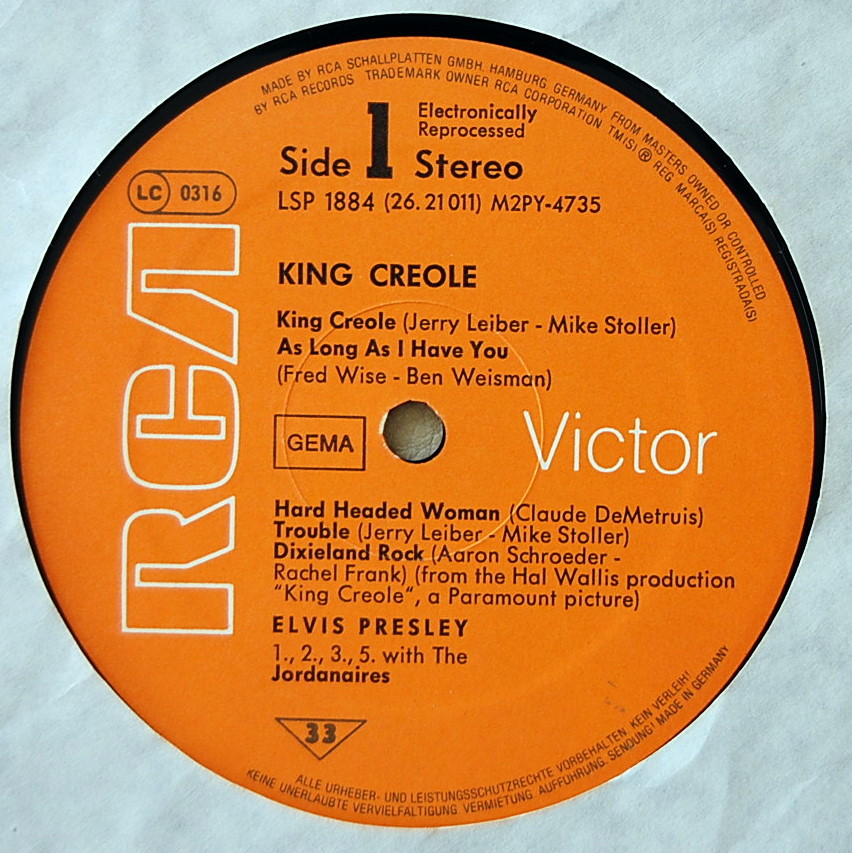 MADE BY RCA SCHALLPLATTEN GMBH. HAMBURG. GERMANY. FROM MASTERS OWNED OR CONTROLLED
BY RCA RECORDS TRADEMARK OWNER RCA CORPORATION TM(S) ® REG MARCA(S) REGISTRADA(S)
Electronically
Reprocessed
Side 1 Stereo
LC 0316
LSP 1884 (26.21011) M2PY-4735
RCA
KING CREOLE
King Creole (Jerry Leiber - Mike Stoller)
As Long As I Have You
(Fred Wise - Ben Weisman)
GEMA
Victor
Hard Headed Woman (Claude DeMetruis)
Trouble (Jerry Leiber - Mike Stoller)
Dixieland Rock (Aaron Schroeder -
Rachel Frank) (from the Hal Wallis production
"King Creole", a Paramount picture)
ELVIS PRESLEY
1., 2., 3., 5. with The
Jordanaires
33
ALLE URHEBER- UND LEISTUNGSSCHUTZRECHTE VORBEHALTEN. KEIN VERLEIH!
KEINE UNERLAUBTE VERVIELFÄLTIGUNG. VERMIETUNG. AUFFÜHRUNG. SENDUNG! MADE IN GERMANY